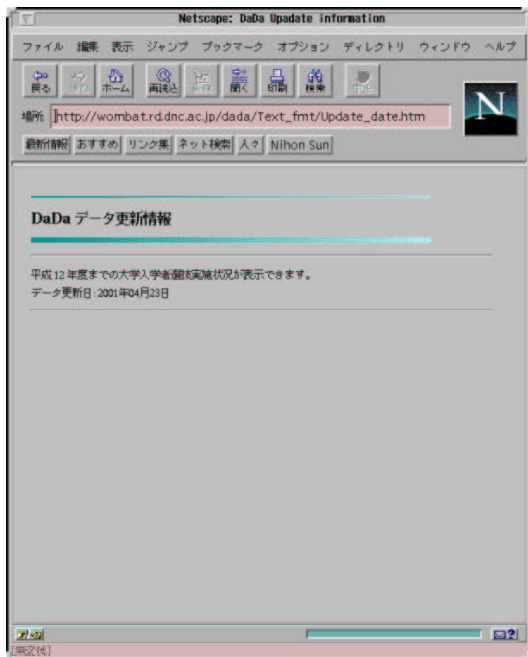 Netscape: DaDa Upadate information
ファイル 編集 表示 ジャンプ ブックマーク オプション ディレクトリ ウィンドウ ヘルプ
戻る ホーム 再読込 開く 印刷 検索
場所 http://wombat.rd.dnc.ac.jp/dada/Text_fmt/Update_date.htm
N
最新情報 おすすめ リンク集 ネット検索 人々 Nihon Sun
DaDa データ更新情報
平成12年度までの大学入学者選抜実施状況が表示できます。
データ更新日:2001年04月23日